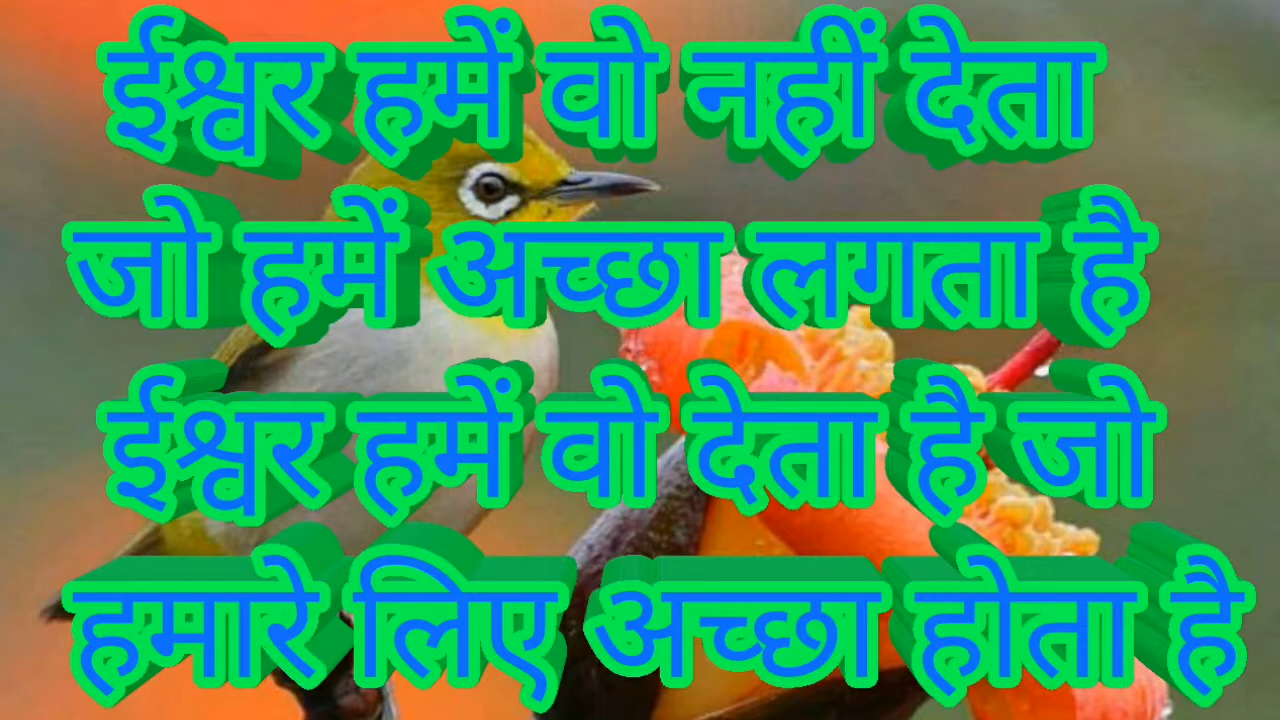 ईश्वर हमें वो नहीं देता
जो हमें अच्छा लगता है
ईश्वर हमें वो देता है जो
हमारे लिए अच्छा होता है